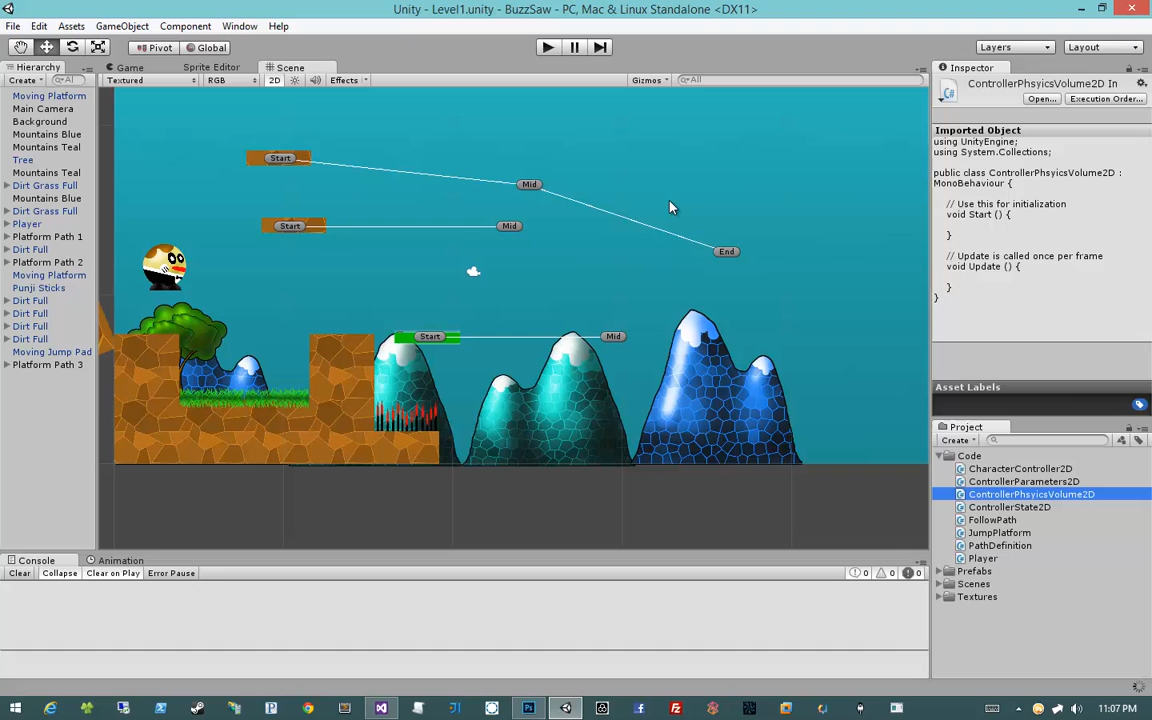 Unity - Level1.unity - BuzzSaw - PC, Mac & Linux Standalone <DX11>
File Edit Assets GameObject Component Window Help
Pivot Global Layers Layout
Hierarchy
Create All
Moving Platform
Main Camera
Background
Mountains Blue
Mountains Teal
Tree
Mountains Teal
Dirt Grass Full
Mountains Blue
Dirt Grass Full
Player
Platform Path 1
Dirt Full
Platform Path 2
Moving Platform
Punji Sticks
Dirt Full
Dirt Full
Dirt Full
Dirt Full
Moving Jump Pad
Platform Path 3
Game Sprite Editor Scene
Textured RGB 2D Effects Gizmos All
Start Mid End
Start Mid
Start Mid
Inspector
ControllerPhsyicsVolume2D In
Open... Execution Order...
Imported Object
using UnityEngine;
using System.Collections;
public class ControllerPhsyicsVolume2D :
MonoBehaviour {
// Use this for initialization
void Start () {
}
// Update is called once per frame
void Update () {
}
}
Asset Labels
Project
Create
Code
CharacterController2D
ControllerParameters2D
ControllerPhsyicsVolume2D
ControllerState2D
FollowPath
JumpPlatform
PathDefinition
Player
Prefabs
Scenes
Textures
Console Animation
Clear Collapse Clear on Play Error Pause 0 0 0
11:07 PM